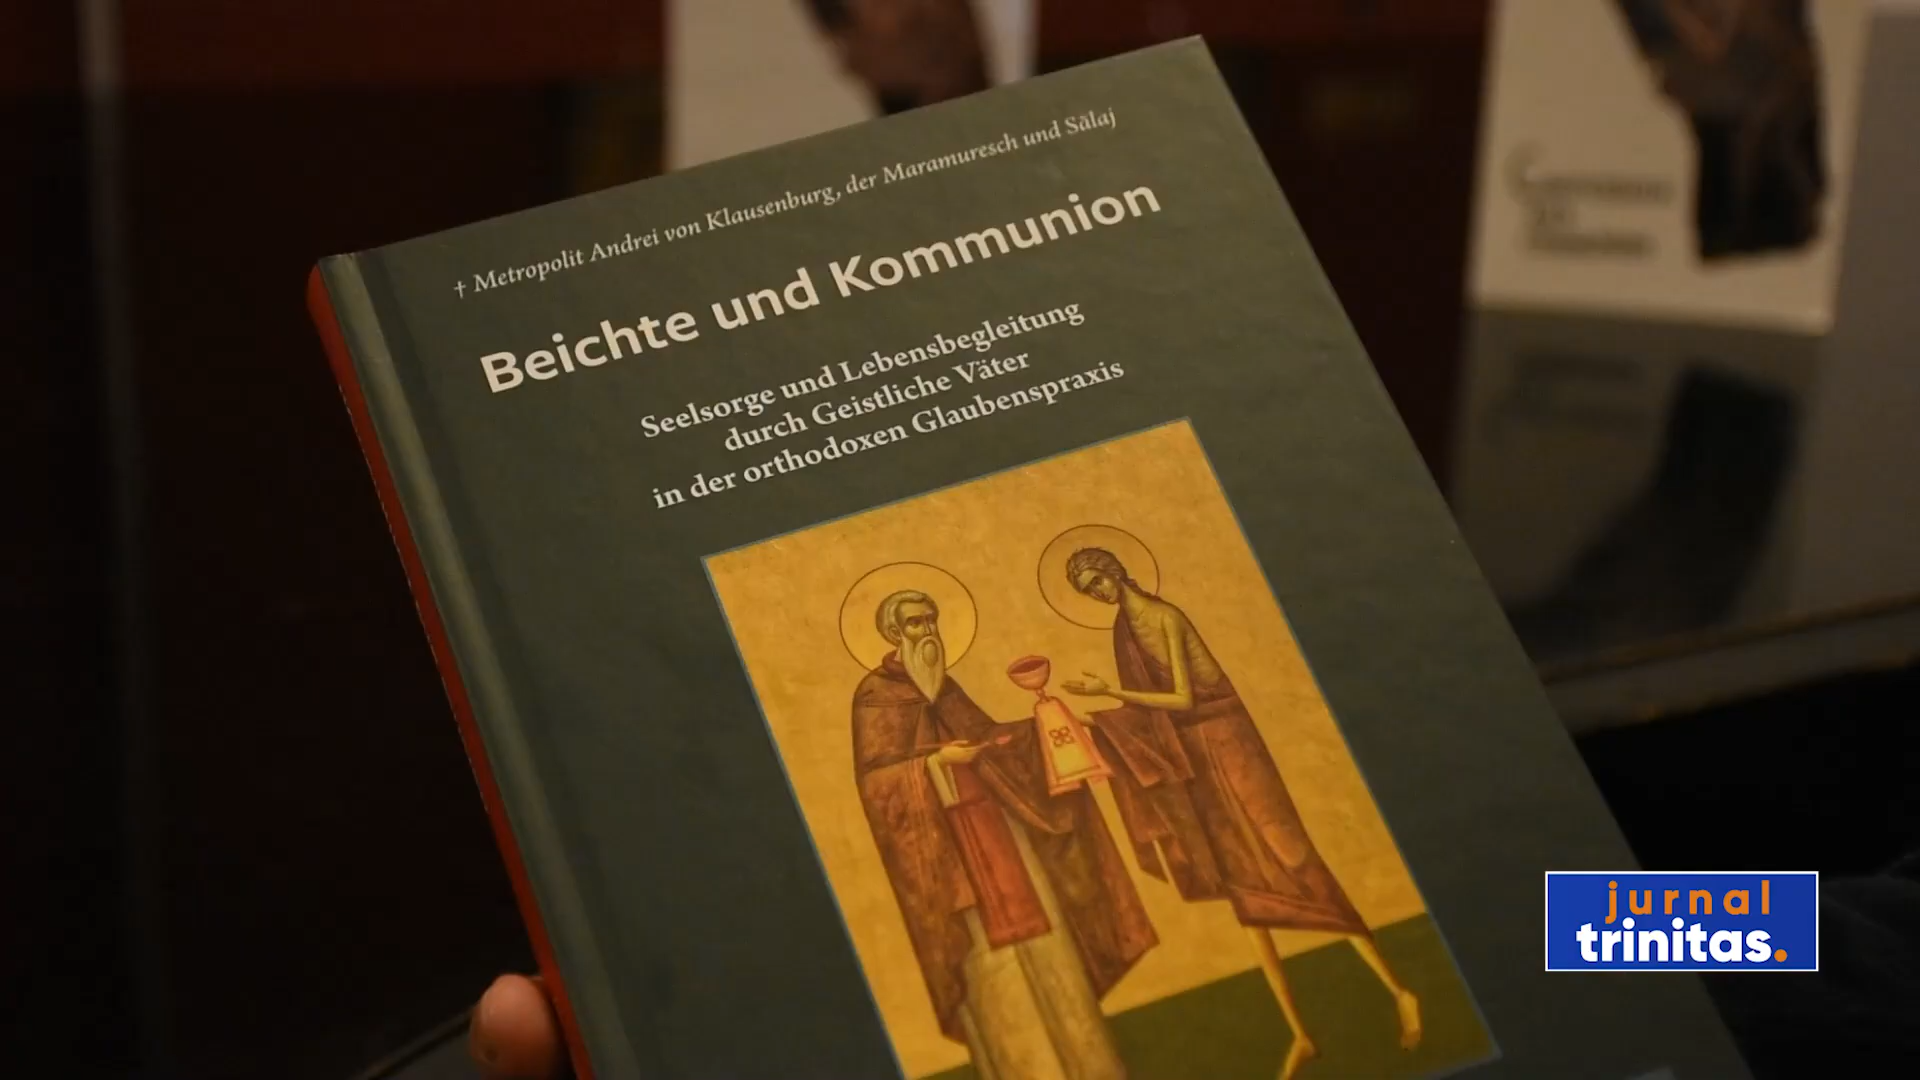 † Metropolit Andrei von Klausenburg, der Maramuresch und Sălaj
Beichte und Kommunion
Seelsorge und Lebensbegleitung
durch Geistliche Väter
in der orthodoxen Glaubenspraxis
jurnal
trinitas.